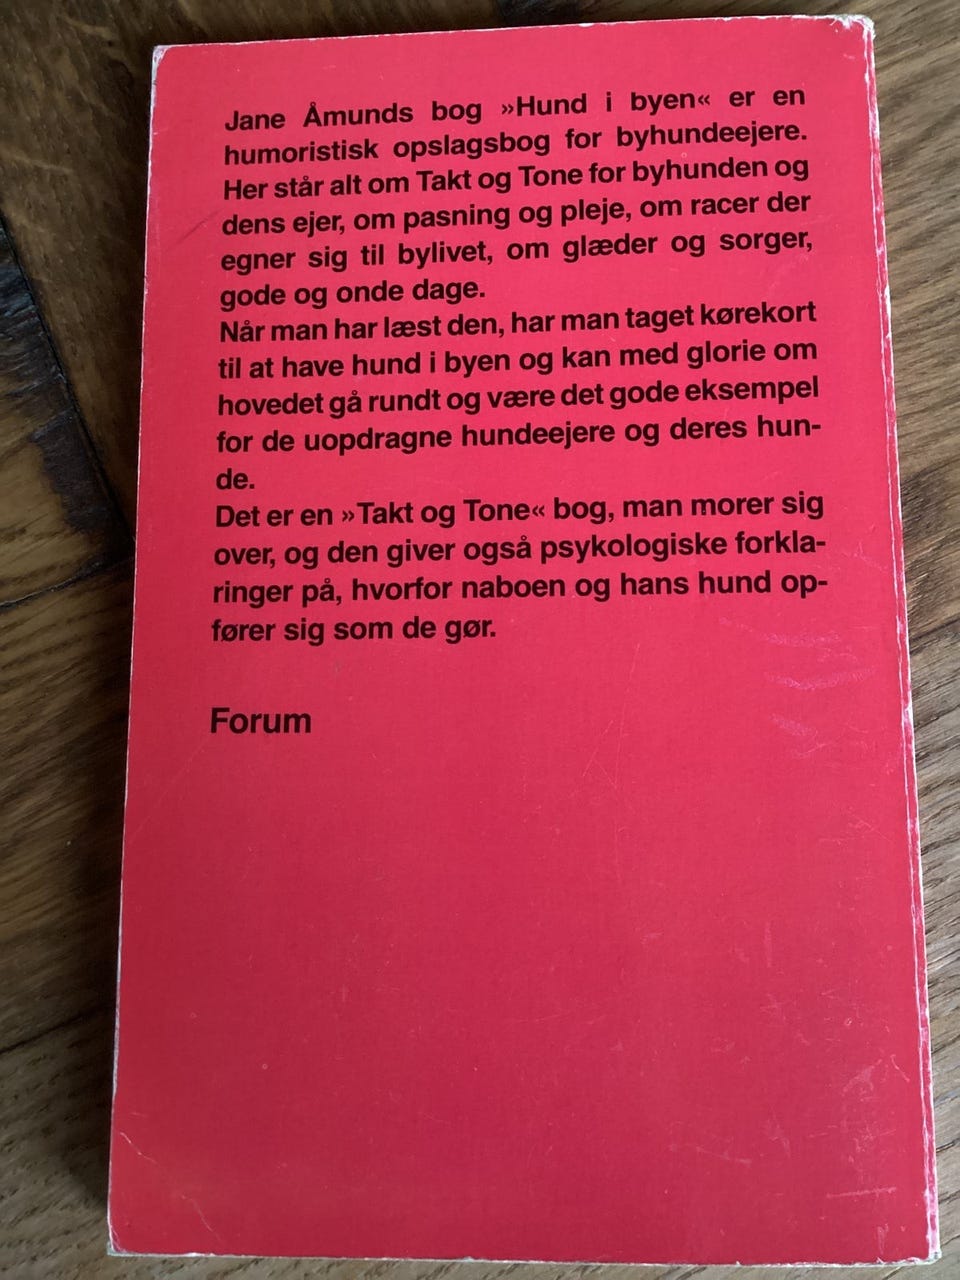 Jane Åmunds bog »Hund i byen« er en
humoristisk opslagsbog for byhundeejere.
Her står alt om Takt og Tone for byhunden og
dens ejer, om pasning og pleje, om racer der
egner sig til bylivet, om glæder og sorger,
gode og onde dage.
Når man har læst den, har man taget kørekort
til at have hund i byen og kan med glorie om
hovedet gå rundt og være det gode eksempel
for de uopdragne hundeejere og deres hun-
de.
Det er en »Takt og Tone« bog, man morer sig
over, og den giver også psykologiske forkla-
ringer på, hvorfor naboen og hans hund op-
fører sig som de gør.
Forum